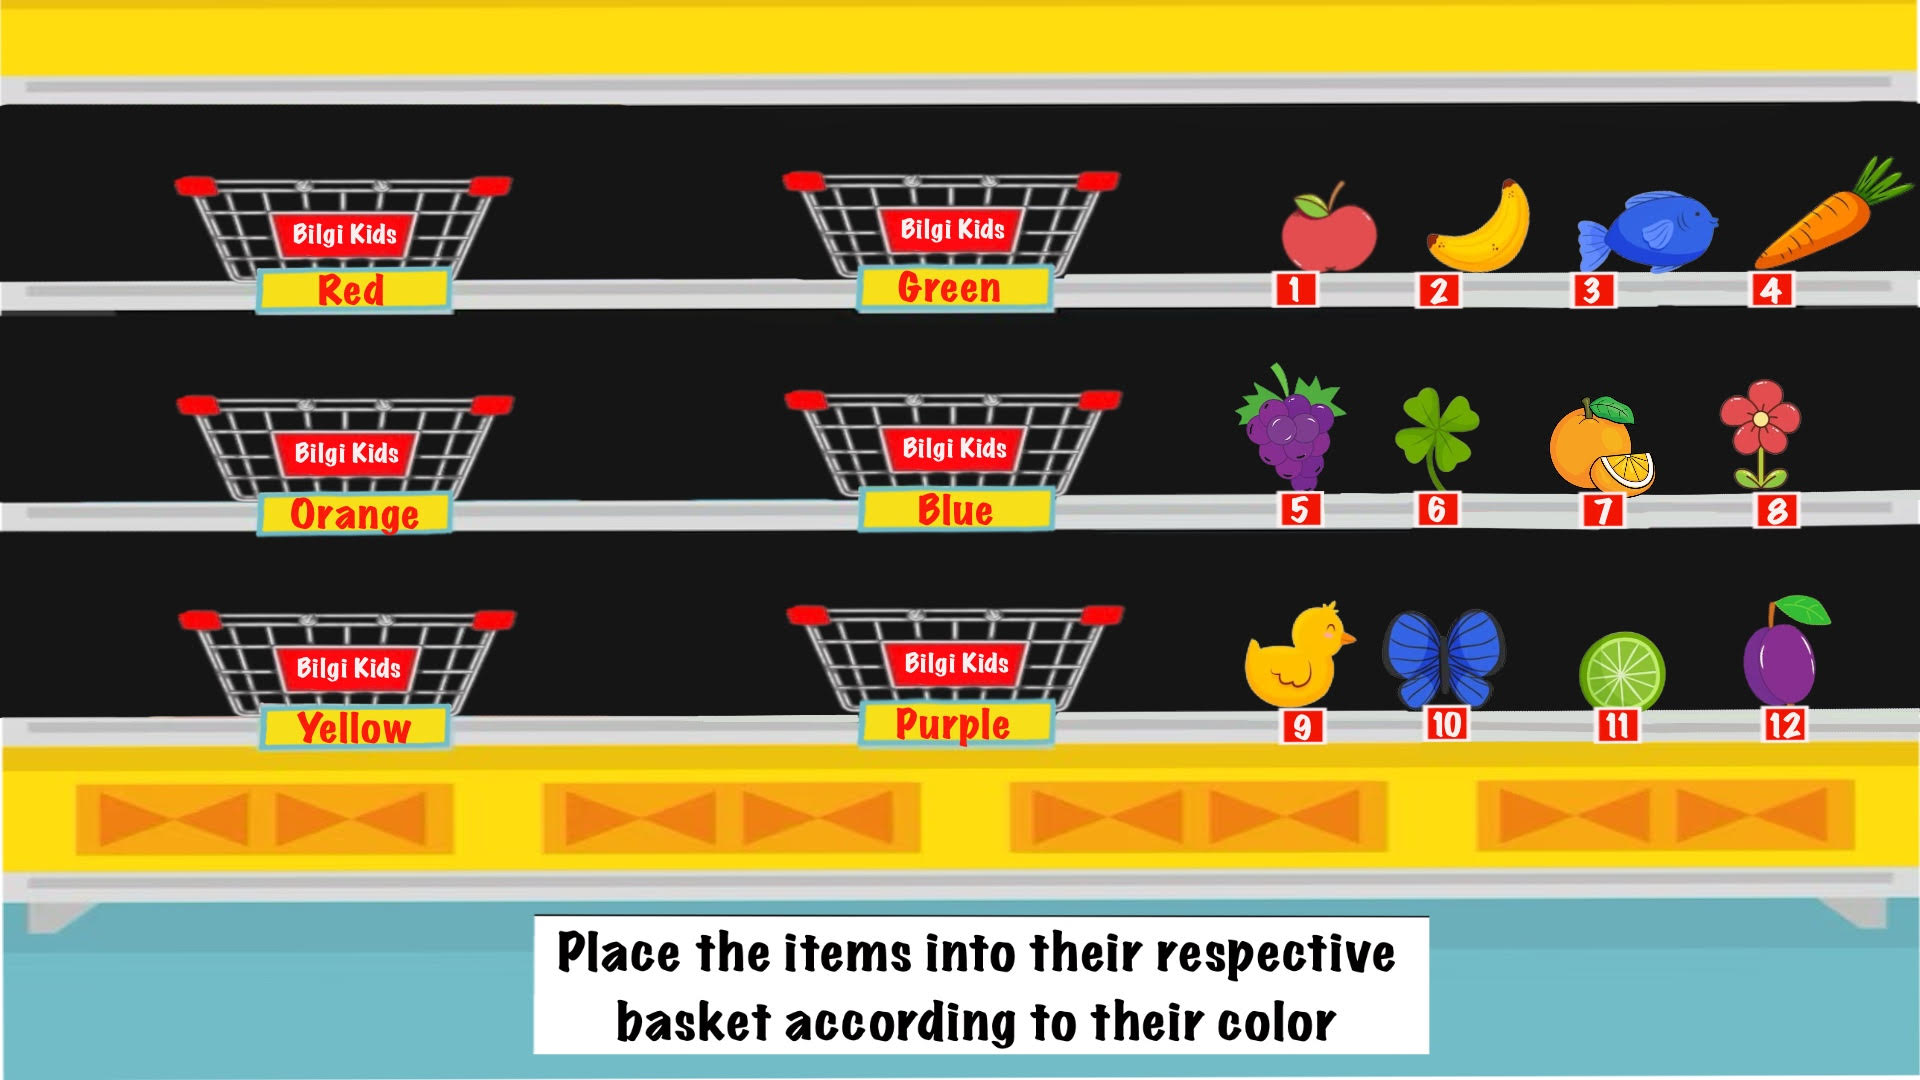 Bilgi Kids
Red
Bilgi Kids
Green
1
2
3
4
Bilgi Kids
Orange
Bilgi Kids
Blue
5
6
7
8
Bilgi Kids
Yellow
Bilgi Kids
Purple
9
10
11
12
Place the items into their respective
basket according to their color